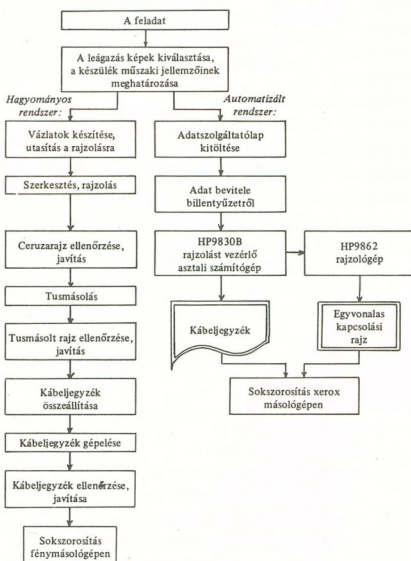 A feladat
A leágazás képek kiválasztása,
a készülék műszaki jellemzőinek
meghatározása
Hagyományos
rendszer:
Vázlatok készítése,
utasítás a rajzolásra
Szerkesztés, rajzolás
Ceruzarajz ellenőrzése,
javítás
Tusmásolás
Tusmásolt rajz ellenőrzése,
javítás
Kábeljegyzék
összeállítása
Kábeljegyzék gépelése
Kábeljegyzék ellenőrzése,
javítása
Sokszorosítás
fénymásológépen
Automatizált
rendszer:
Adatszolgáltatólap
kitöltése
Adat bevitele
billentyűzetről
HP9830B
rajzolást vezérlő
asztali számítógép
HP9862
rajzológép
Kábeljegyzék
Egyvonalas
kapcsolási
rajz
Sokszorosítás xerox
másológépen